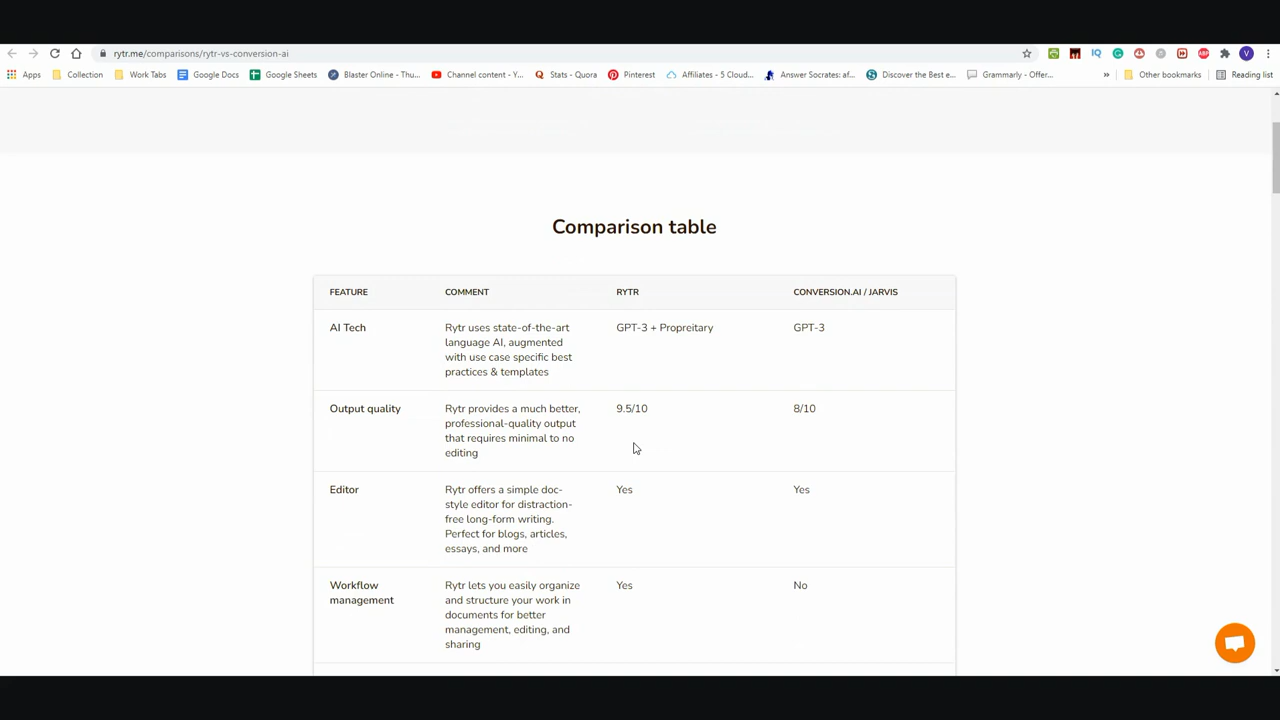 rytr.me/comparisons/rytr-vs-conversion-ai
Apps
Collection
Work Tabs
Google Docs
Google Sheets
Blaster Online - Thu...
Channel content - Y...
Stats - Quora
Pinterest
Affiliates - 5 Cloud...
Answer Socrates: af...
Discover the Best e...
Grammarly - Offer...
»
Other bookmarks
Reading list
Comparison table
FEATURE
COMMENT
RYTR
CONVERSION.AI / JARVIS
AI Tech
Rytr uses state-of-the-art
language AI, augmented
with use case specific best
practices & templates
GPT-3 + Propreitary
GPT-3
Output quality
Rytr provides a much better,
professional-quality output
that requires minimal to no
editing
9.5/10
8/10
Editor
Rytr offers a simple doc-
style editor for distraction-
free long-form writing.
Perfect for blogs, articles,
essays, and more
Yes
Yes
Workflow
management
Rytr lets you easily organize
and structure your work in
documents for better
management, editing, and
sharing
Yes
No